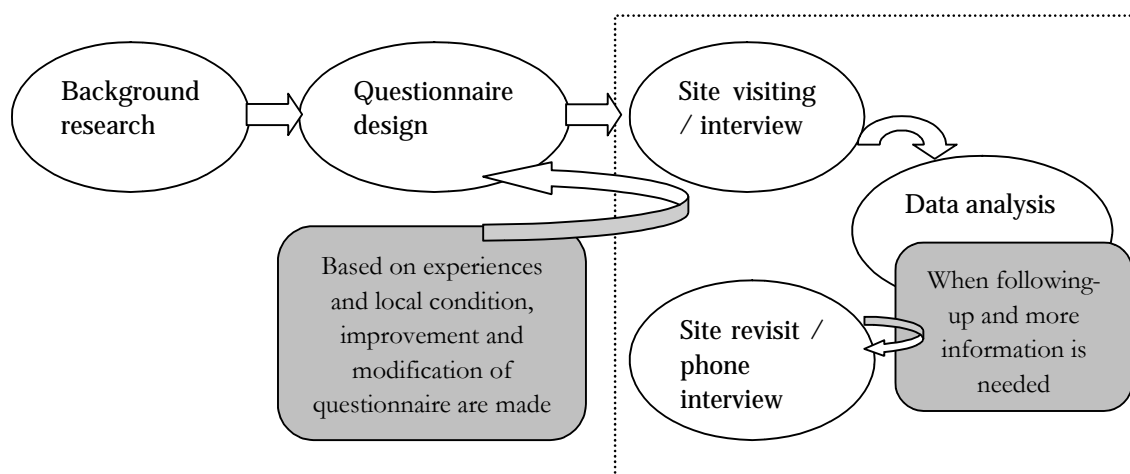 Background
research
Questionnaire
design
Site visiting
/ interview
Data analysis
Based on experiences
and local condition,
improvement and
modification of
questionnaire are made
When following-
up and more
information is
needed
Site revisit /
phone
interview